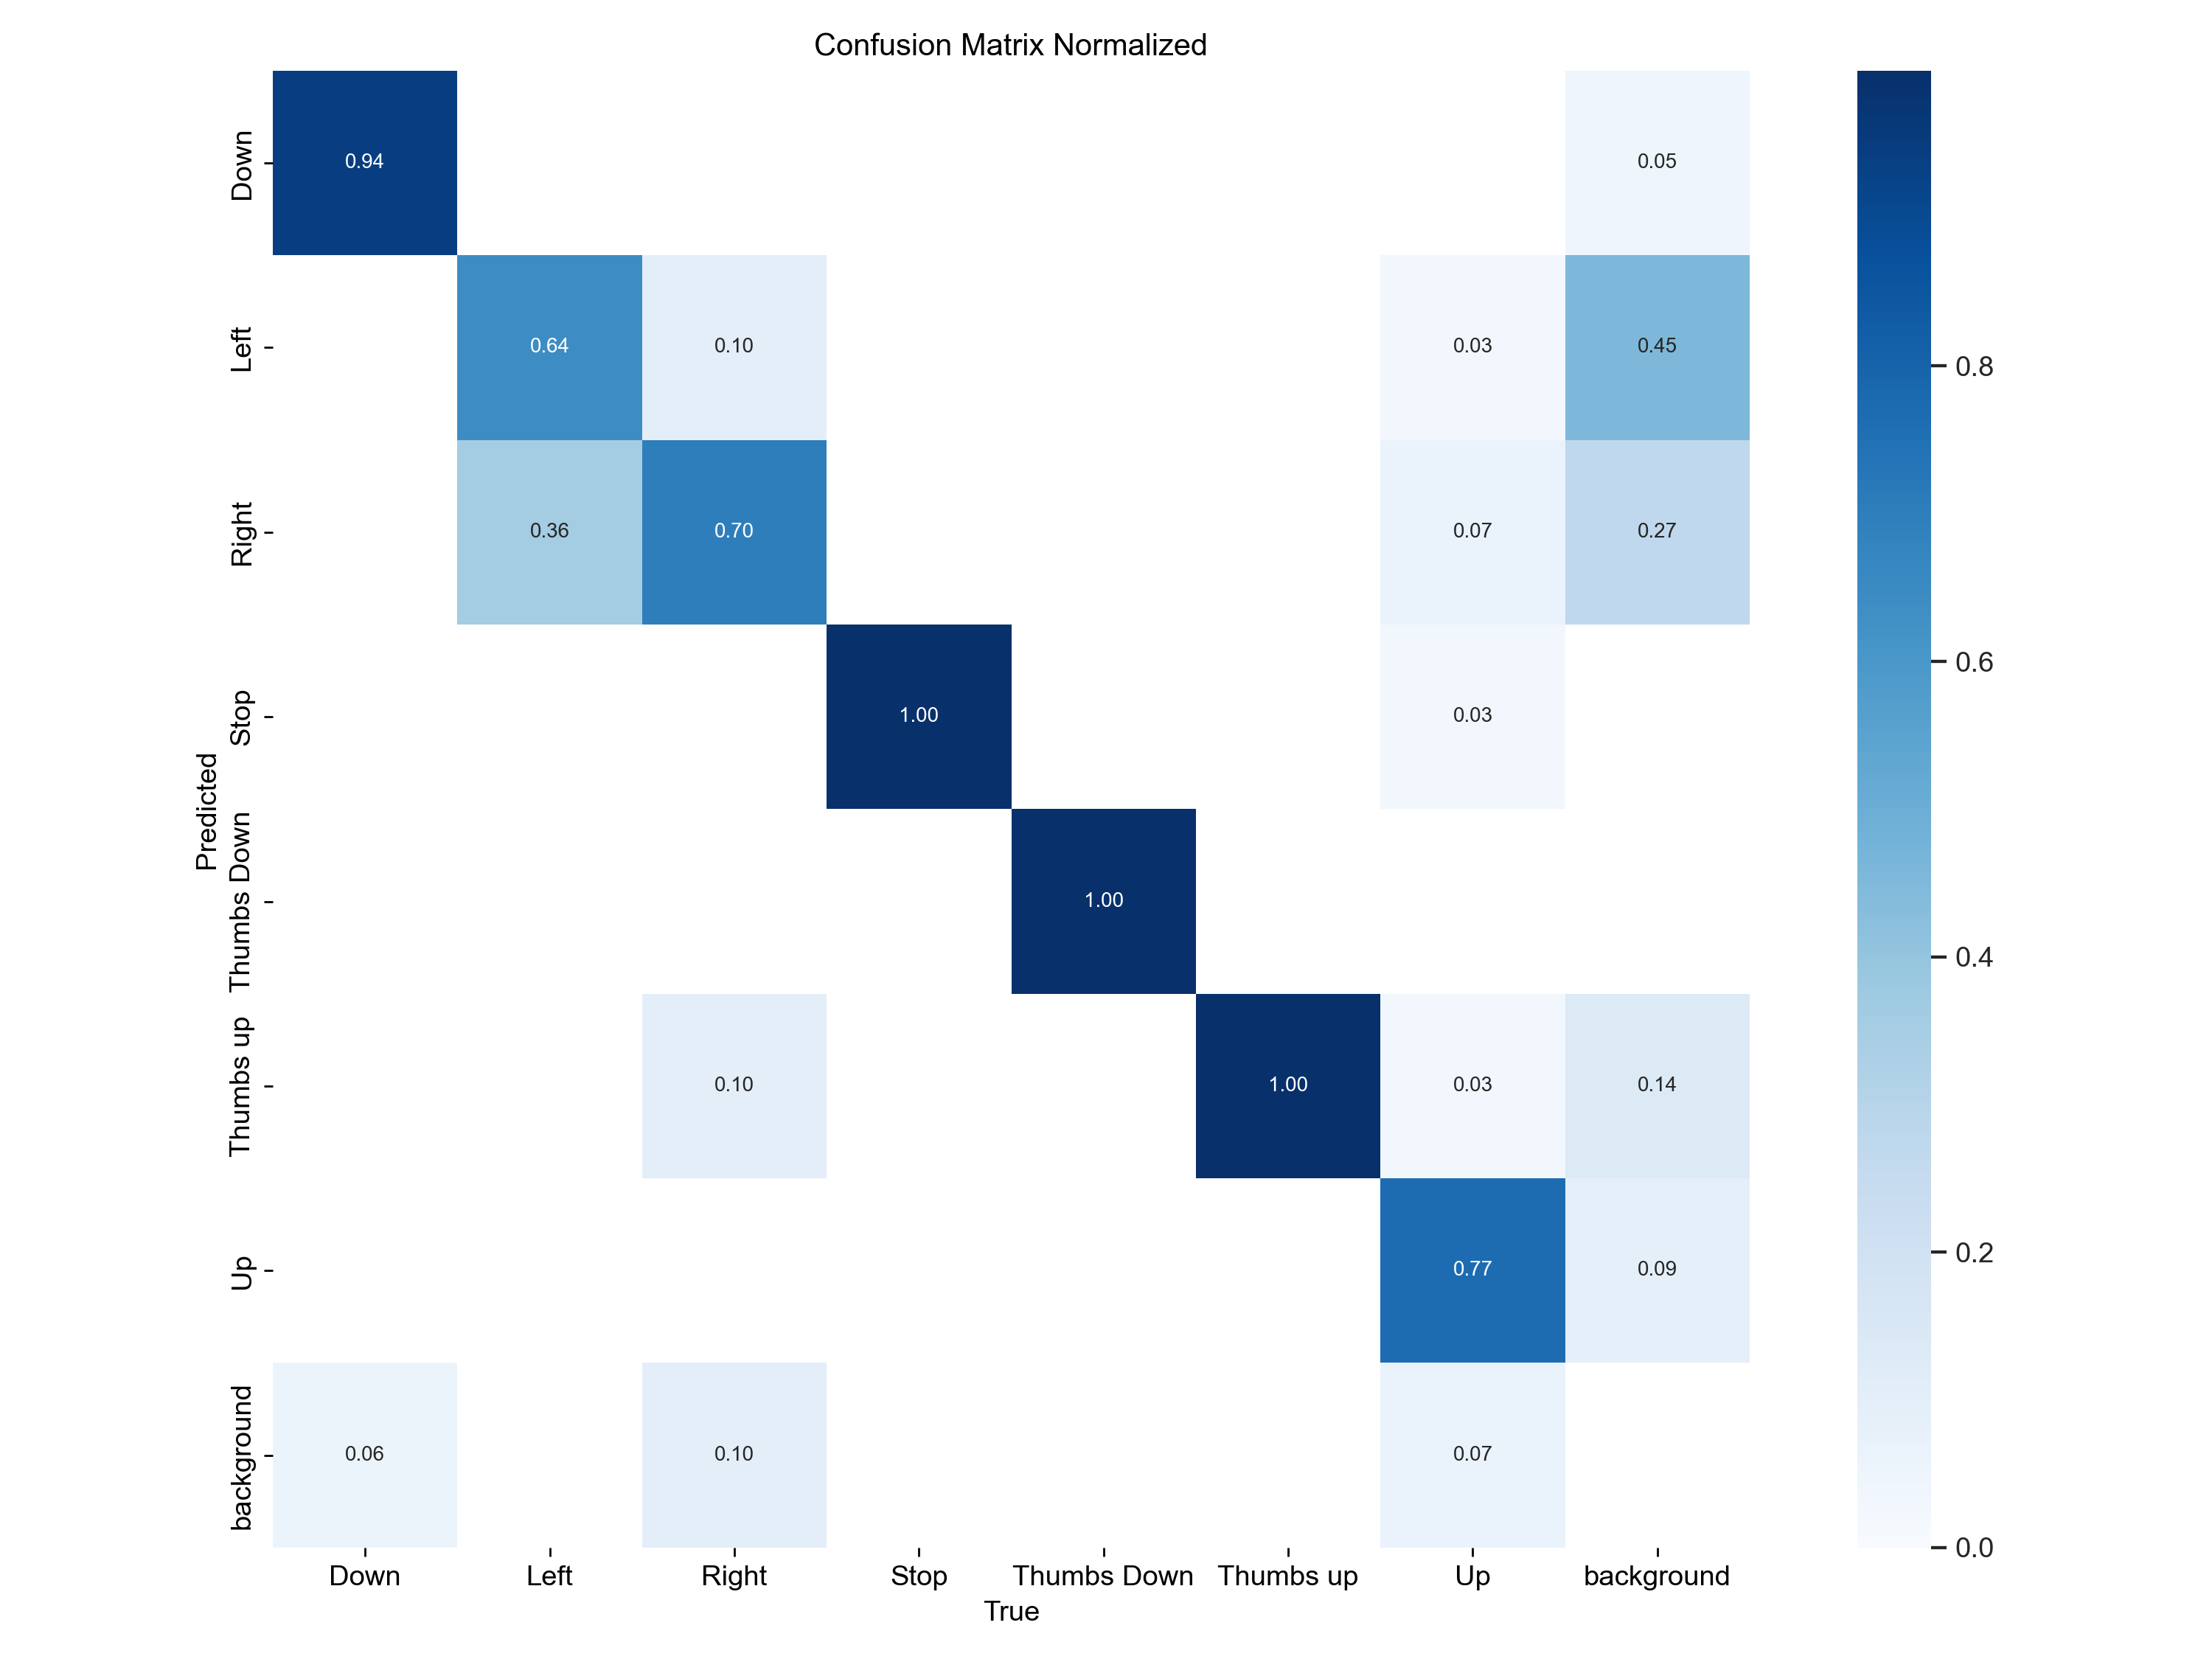 Confusion Matrix Normalized
Down
0.94
0.05
Left
0.64
0.10
0.03
0.45
0.8
Right
0.36
0.70
0.07
0.27
0.6
Stop
1.00
0.03
Predicted
Thumbs Down
1.00
0.4
Thumbs up
0.10
1.00
0.03
0.14
Up
0.77
0.09
0.2
background
0.06
0.10
0.07
0.0
Down
Left
Right
Stop
Thumbs Down
Thumbs up
Up
background
True